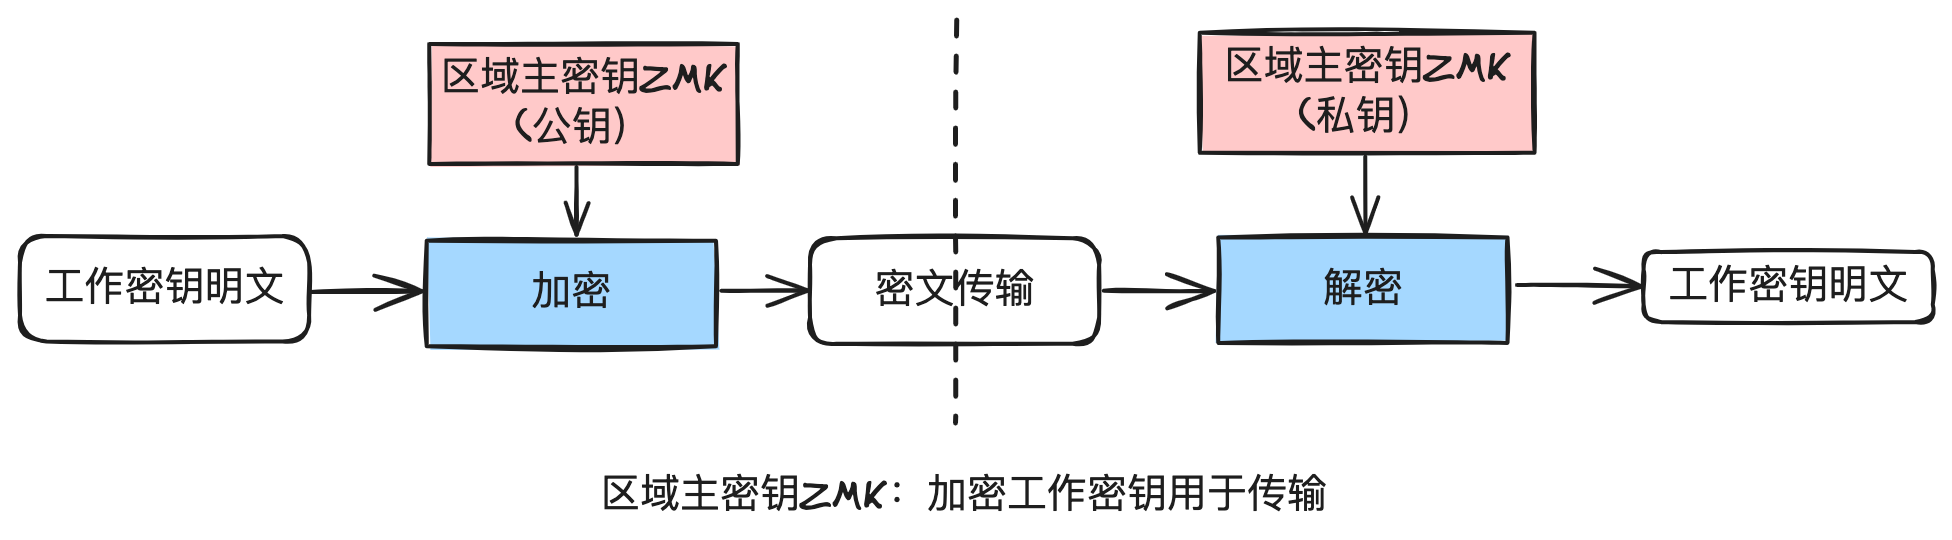 区域主密钥ZMK
（公钥）
区域主密钥ZMK
（私钥）
工作密钥明文
加密
密文传输
解密
工作密钥明文
区域主密钥ZMK：加密工作密钥用于传输